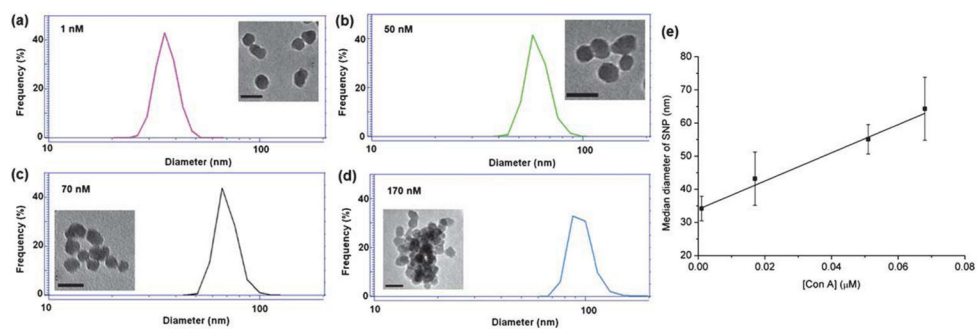 (a)
1 nM
Frequency (%)
40
20
0
10
100
Diameter (nm)
(b)
50 nM
Frequency (%)
40
20
0
10
100
Diameter (nm)
(c)
70 nM
Frequency (%)
40
20
0
10
100
Diameter (nm)
(d)
170 nM
Frequency (%)
40
20
0
10
100
Diameter (nm)
(e)
Median diameter of SNP (nm)
80
70
60
50
40
30
20
0.00
0.02
0.04
0.06
0.08
[Con A] (μM)